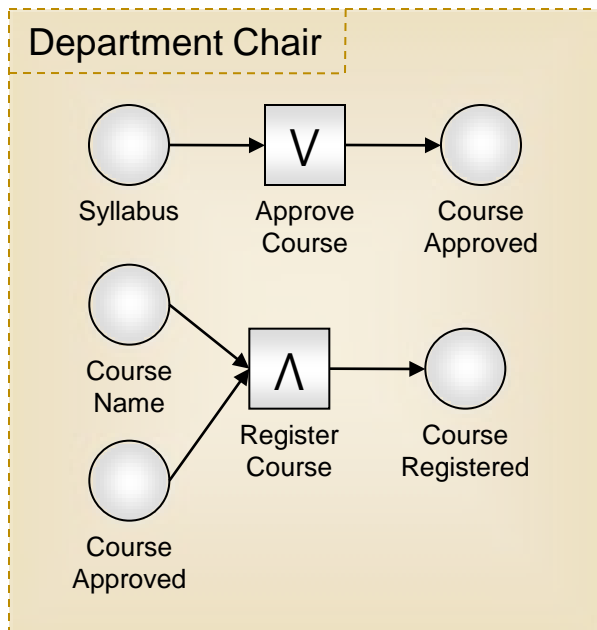 Department Chair
V
Syllabus
Approve
Course
Course
Approved
Course
Name
Λ
Register
Course
Course
Registered
Course
Approved